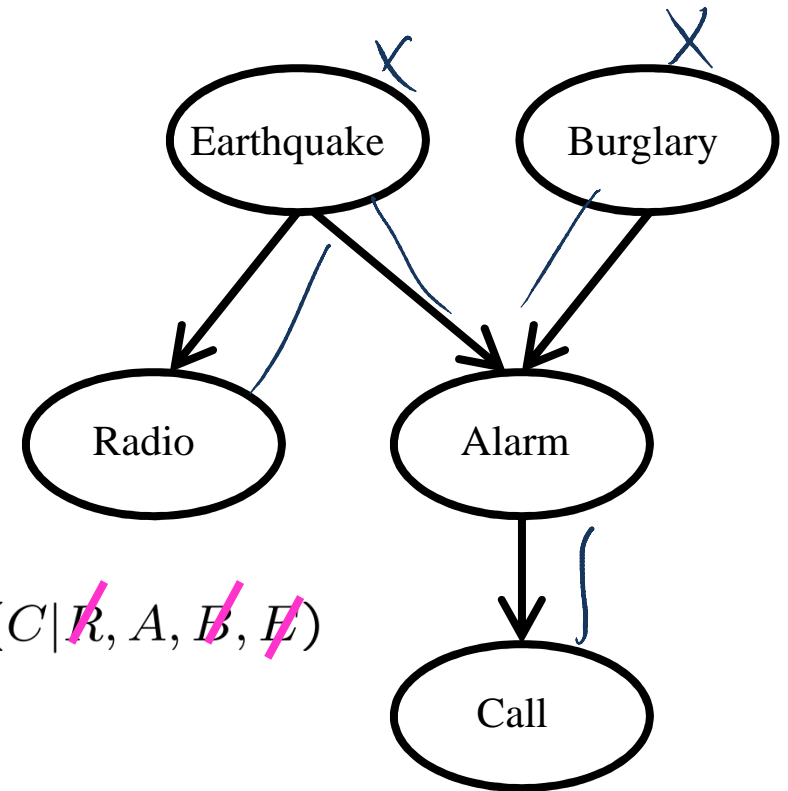 X X
Earthquake Burglary
Radio Alarm
(C|R, A, B, E)
Call